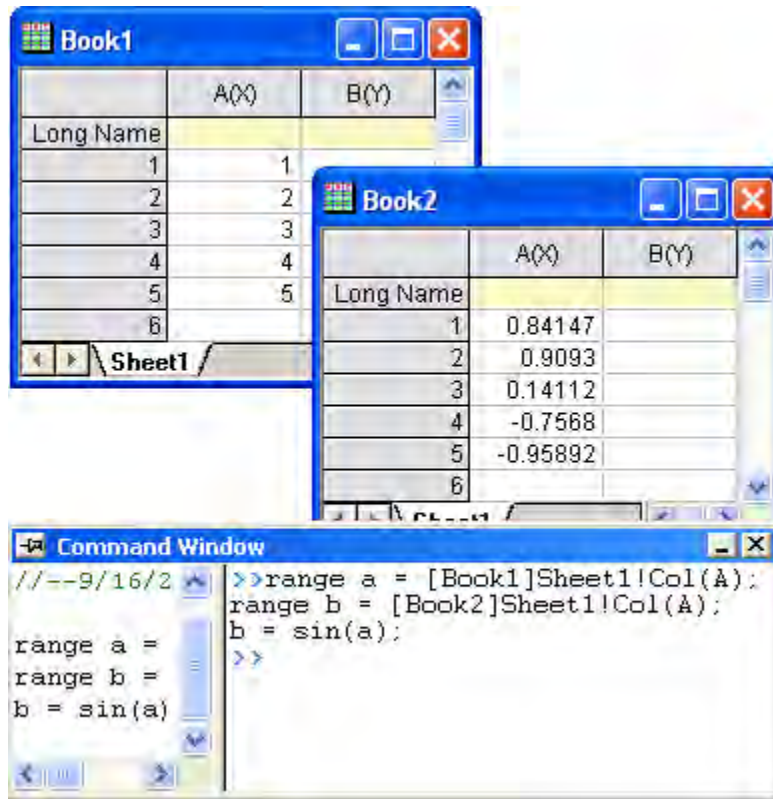 Book1
A(X) B(Y)
Long Name
1 1
2 2
3 3
4 4
5 5
6
Sheet1
Book2
A(X) B(Y)
Long Name
1 0.84147
2 0.9093
3 0.14112
4 -0.7568
5 -0.95892
6
Command Window
//--9/16/2
range a =
range b =
b = sin(a)
>>range a = [Book1]Sheet1!Col(A);
range b = [Book2]Sheet1!Col(A);
b = sin(a);
>>